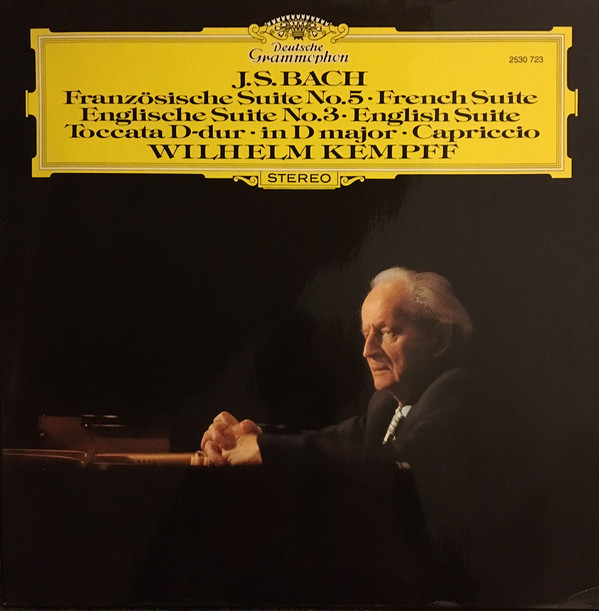 Deutsche
Grammophon
2530 723
J.S.BACH
Französische Suite No.5 · French Suite
Englische Suite No.3 · English Suite
Toccata D-dur · in D major · Capriccio
WILHELM KEMPFF
STEREO